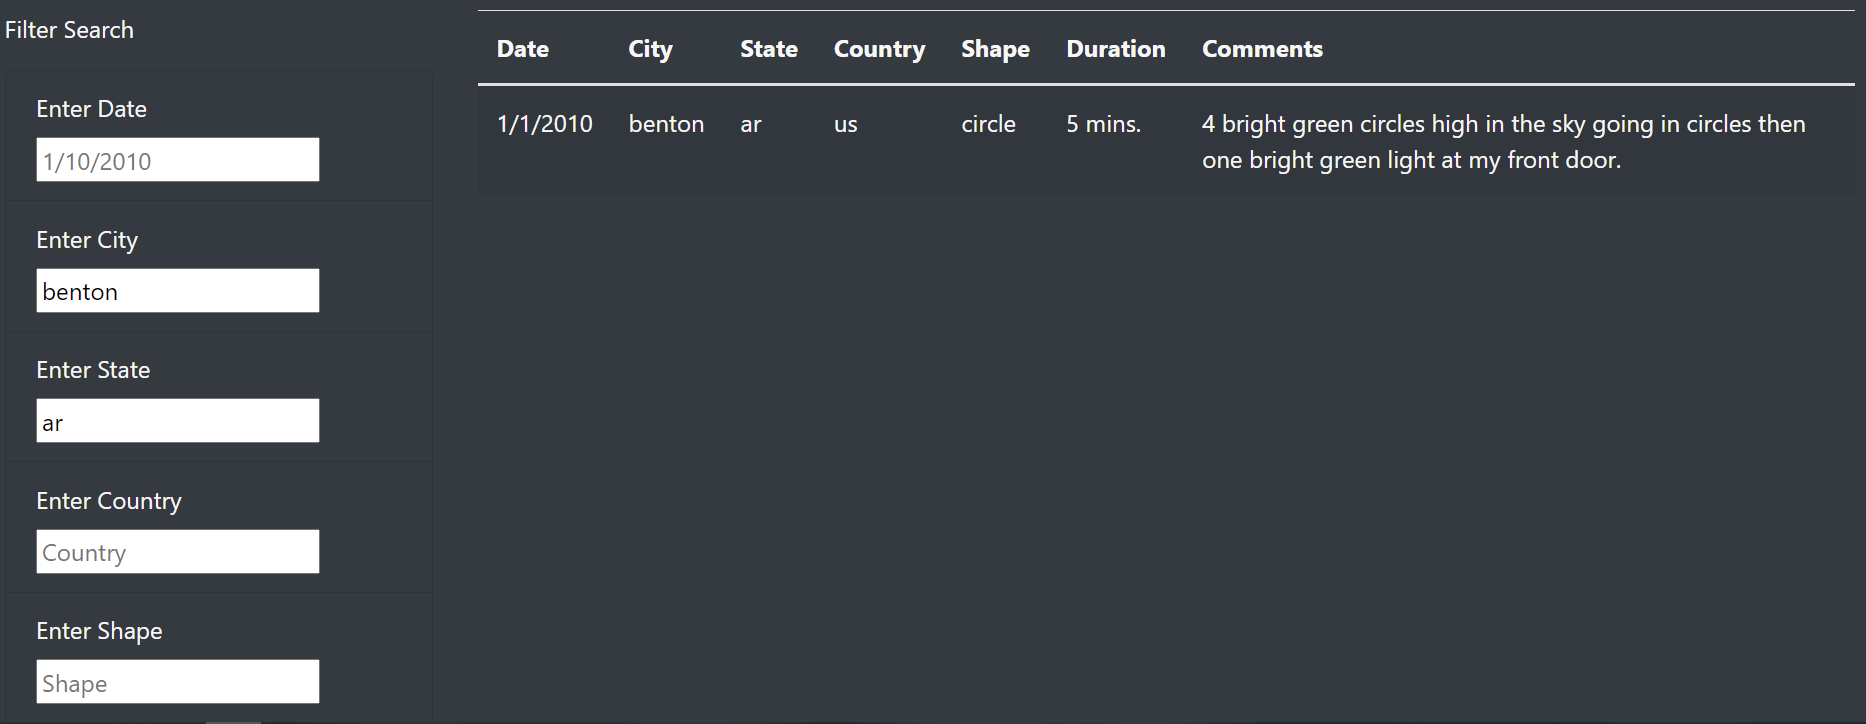 Filter Search
Enter Date
1/10/2010
Enter City
benton
Enter State
ar
Enter Country
Country
Enter Shape
Shape
Date City State Country Shape Duration Comments
1/1/2010 benton ar us circle 5 mins. 4 bright green circles high in the sky going in circles then
one bright green light at my front door.